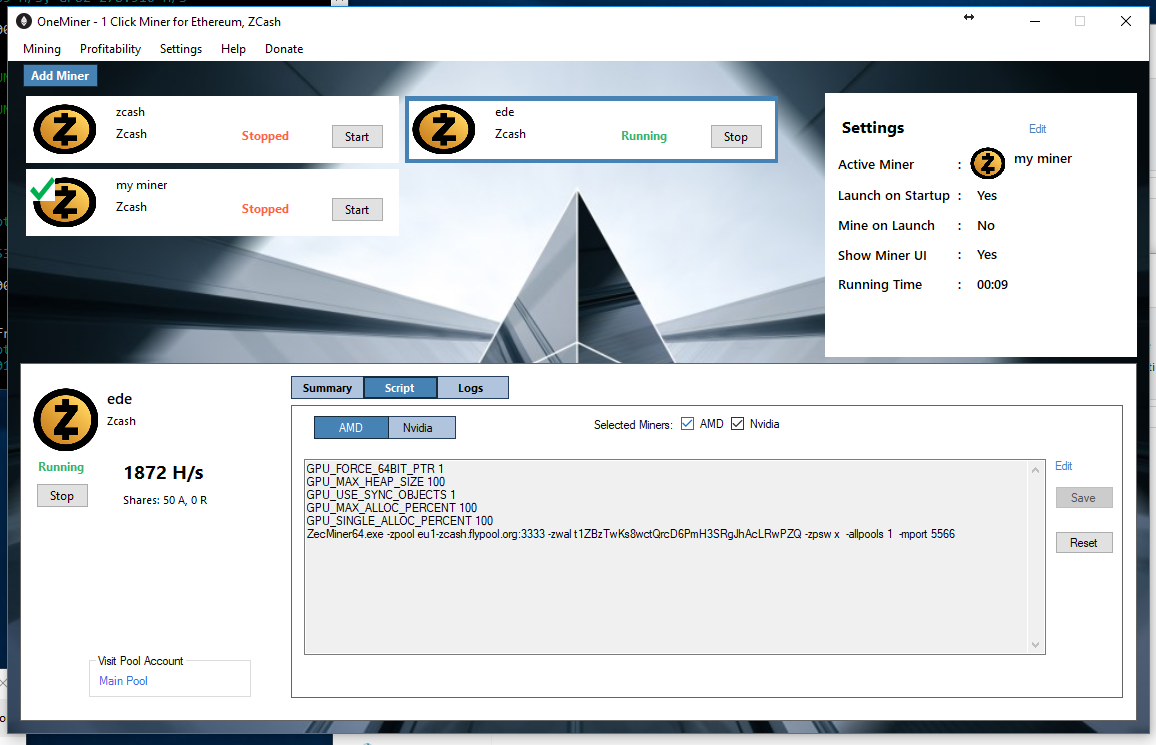 OneMiner - 1 Click Miner for Ethereum, ZCash
Mining Profitability Settings Help Donate
Add Miner
zcash
Zcash Stopped Start
ede
Zcash Running Stop
my miner
Zcash Stopped Start
Settings Edit
Active Miner : my miner
Launch on Startup : Yes
Mine on Launch : No
Show Miner UI : Yes
Running Time : 00:09
ede
Zcash
Running
1872 H/s
Stop
Shares: 50 A, 0 R
Visit Pool Account
Main Pool
Summary Script Logs
AMD Nvidia
Selected Miners: AMD Nvidia
GPU_FORCE_64BIT_PTR 1
GPU_MAX_HEAP_SIZE 100
GPU_USE_SYNC_OBJECTS 1
GPU_MAX_ALLOC_PERCENT 100
GPU_SINGLE_ALLOC_PERCENT 100
ZecMiner64.exe -zpool eu1-zcash.flypool.org:3333 -zwal t1ZBzTwKs8wctQrcD6PmH3SRgJhAcLRwPZQ -zpsw x -allpools 1 -mport 5566
Edit
Save
Reset